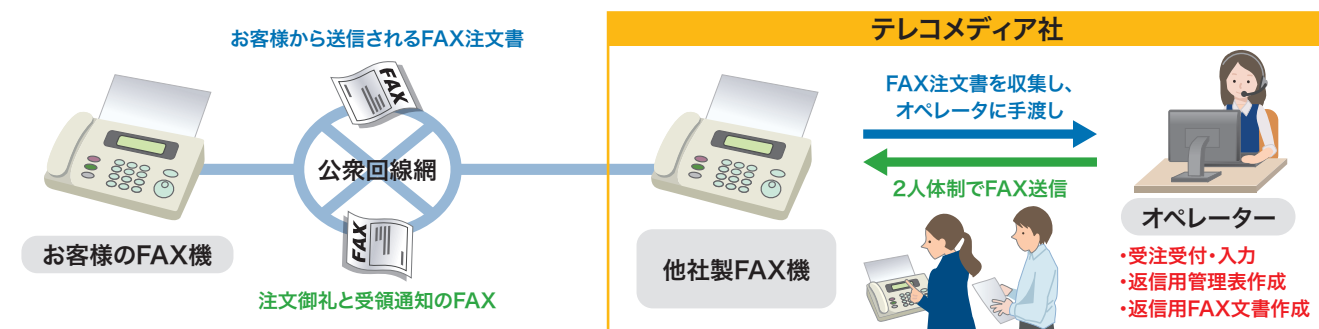 お客様から送信されるFAX注文書
FAX
公衆回線網
FAX
お客様のFAX機
注文御礼と受領通知のFAX
テレコメディア社
FAX注文書を収集し、
オペレータに手渡し
2人体制でFAX送信
他社製FAX機
オペレーター
・受注受付・入力
・返信用管理表作成
・返信用FAX文書作成